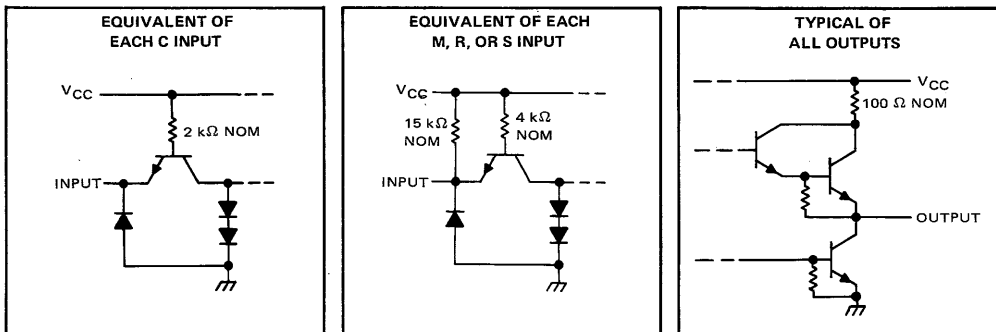 EQUIVALENT OF
EACH C INPUT
VCC
2 kΩ NOM
INPUT
EQUIVALENT OF EACH
M, R, OR S INPUT
VCC
15 kΩ
NOM
4 kΩ
NOM
INPUT
TYPICAL OF
ALL OUTPUTS
VCC
100 Ω NOM
OUTPUT